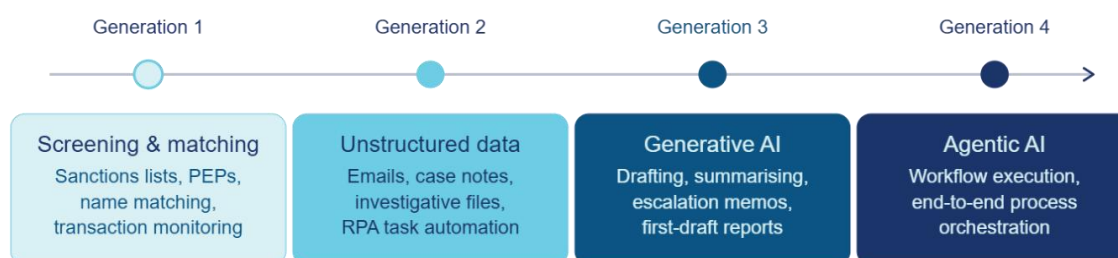 Generation 1
Generation 2
Generation 3
Generation 4
Screening & matching
Sanctions lists, PEPs,
name matching,
transaction monitoring
Unstructured data
Emails, case notes,
investigative files,
RPA task automation
Generative AI
Drafting, summarising,
escalation memos,
first-draft reports
Agentic AI
Workflow execution,
end-to-end process
orchestration